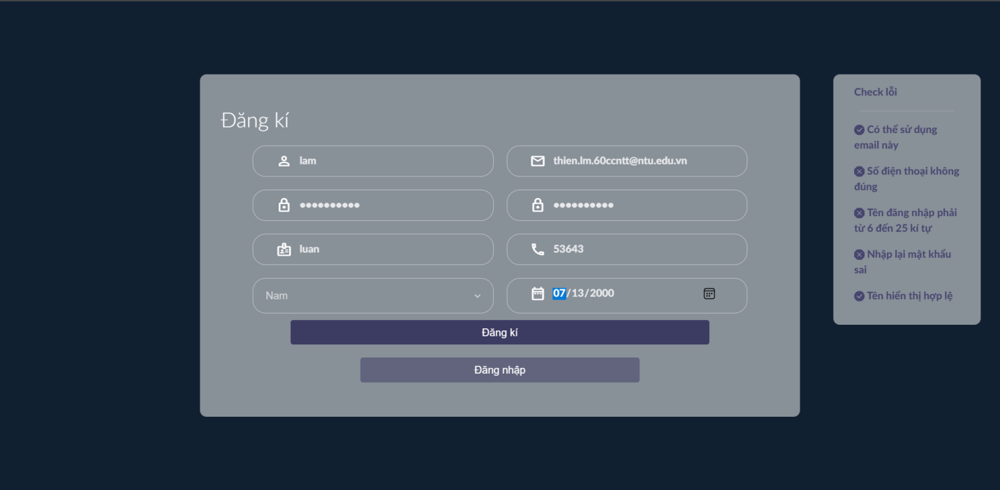 Đăng kí
lam
thien.lm.60ccntt@ntu.edu.vn
luan
53643
Nam
07/13/2000
Đăng kí
Đăng nhập
Check lỗi
Có thể sử dụng
email này
Số điện thoại không
đúng
Tên đăng nhập phải
từ 6 đến 25 kí tự
Nhập lại mật khẩu
sai
Tên hiển thị hợp lệ